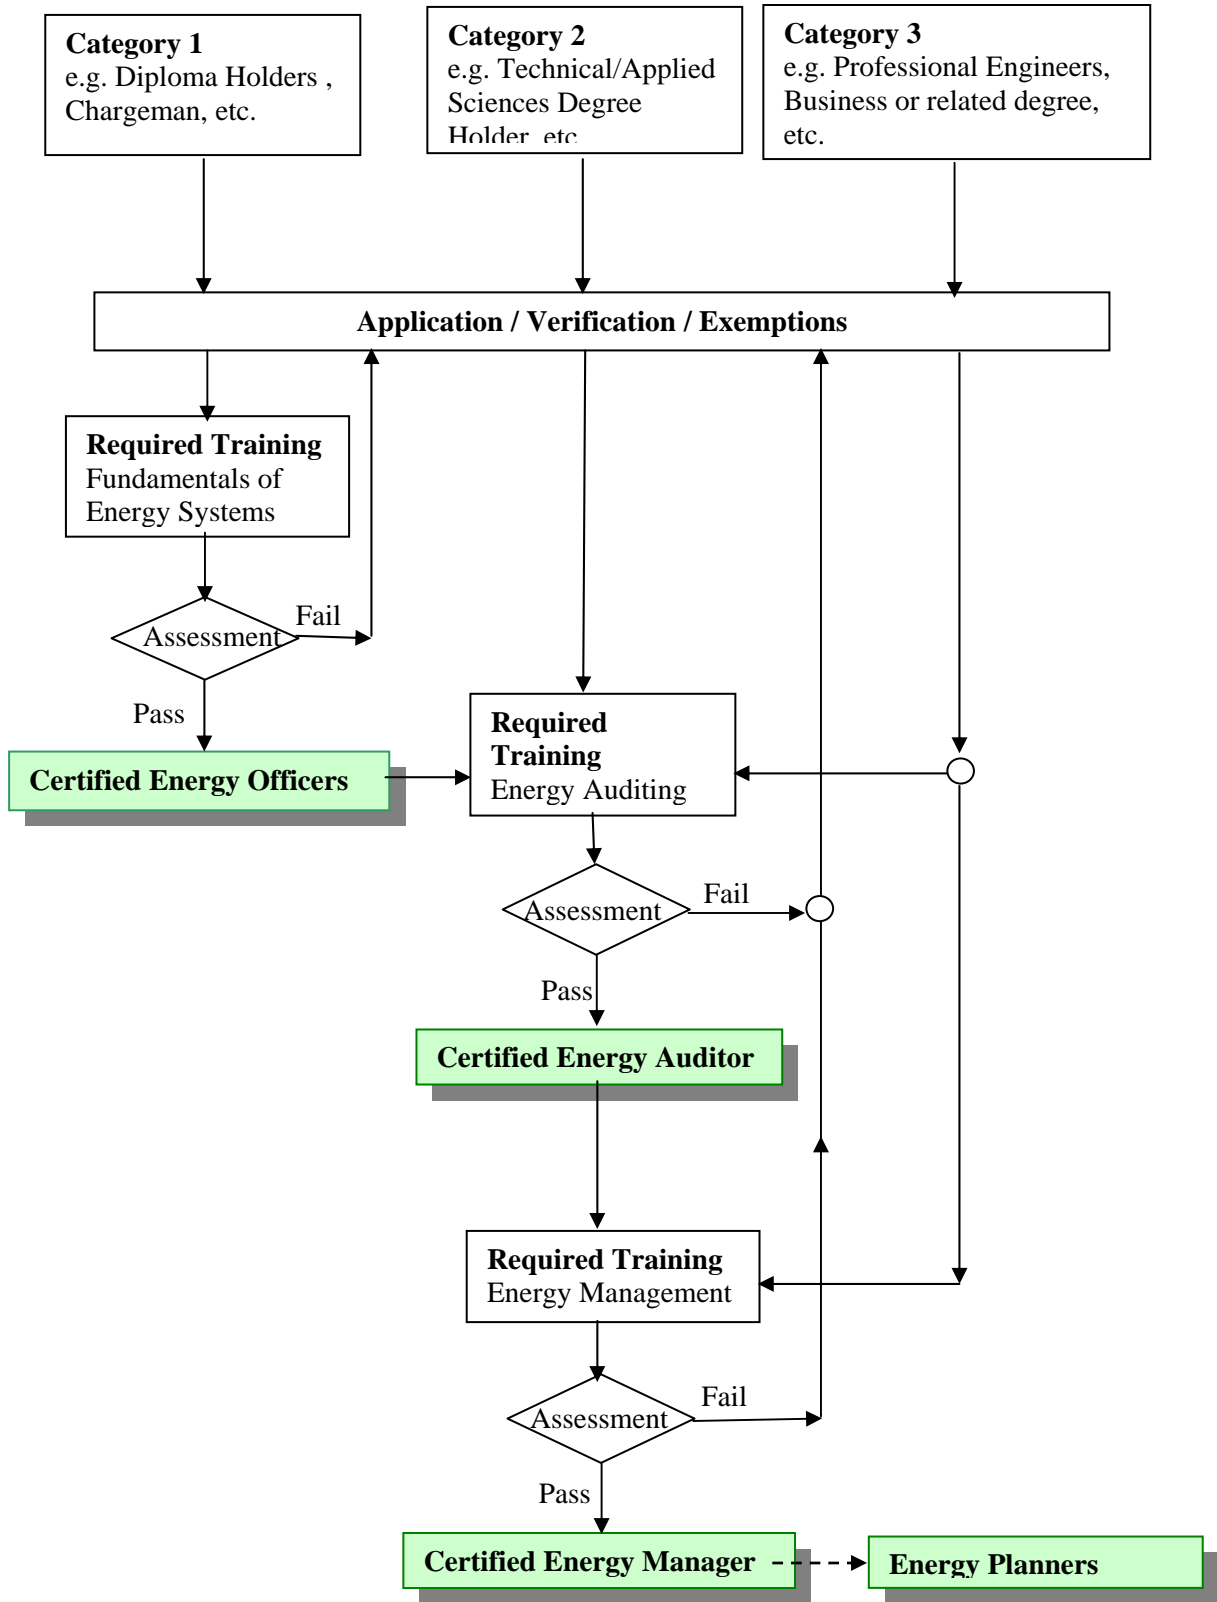 Category 1
e.g. Diploma Holders ,
Chargeman, etc.
Category 2
e.g. Technical/Applied
Sciences Degree
Holder, etc
Category 3
e.g. Professional Engineers,
Business or related degree,
etc.
Application / Verification / Exemptions
Required Training
Fundamentals of
Energy Systems
Assessment
Fail
Pass
Certified Energy Officers
Required
Training
Energy Auditing
Assessment
Fail
Pass
Certified Energy Auditor
Required Training
Energy Management
Assessment
Fail
Pass
Certified Energy Manager
Energy Planners